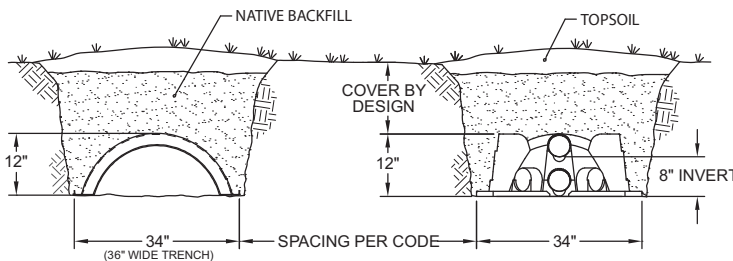 NATIVE BACKFILL
TOPSOIL
COVER BY
DESIGN
12"
12"
8" INVERT
34"
(36" WIDE TRENCH)
SPACING PER CODE
34"